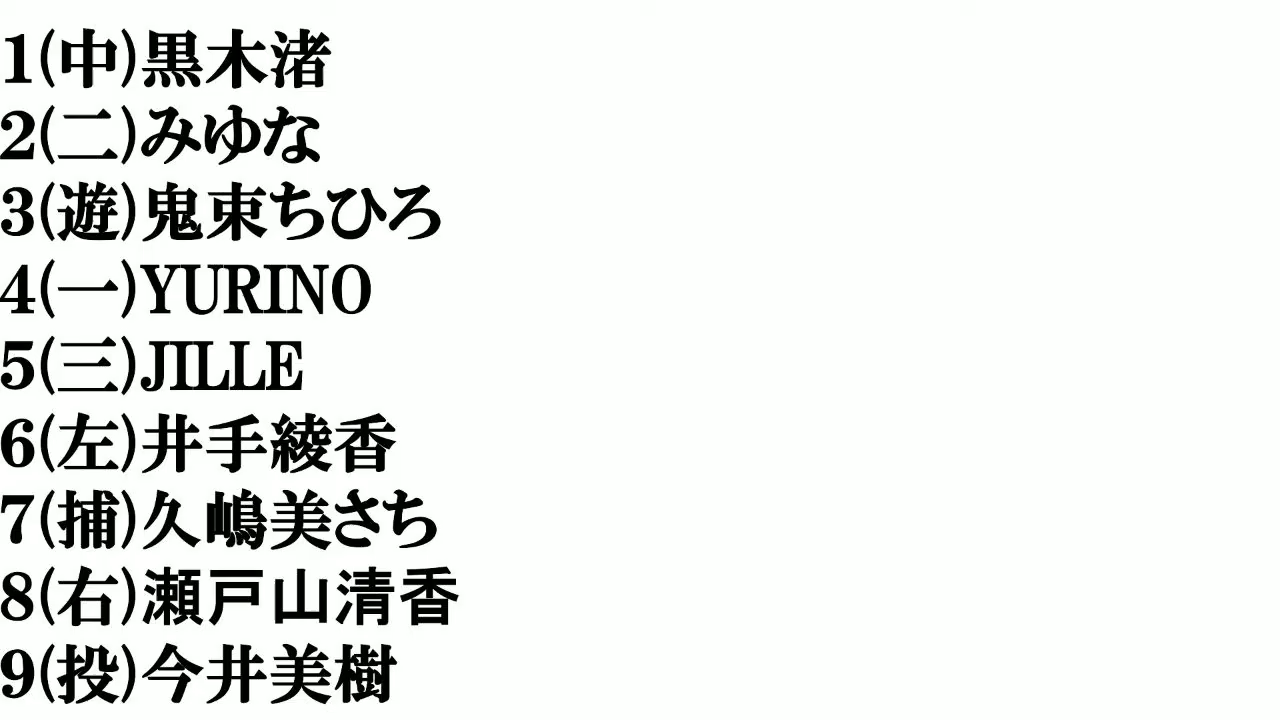 1(中)黒木渚
2(二)みゆな
3(遊)鬼束ちひろ
4(一)YURINO
5(三)JILLE
6(左)井手綾香
7(捕)久嶋美さち
8(右)瀬戸山清香
9(投)今井美樹